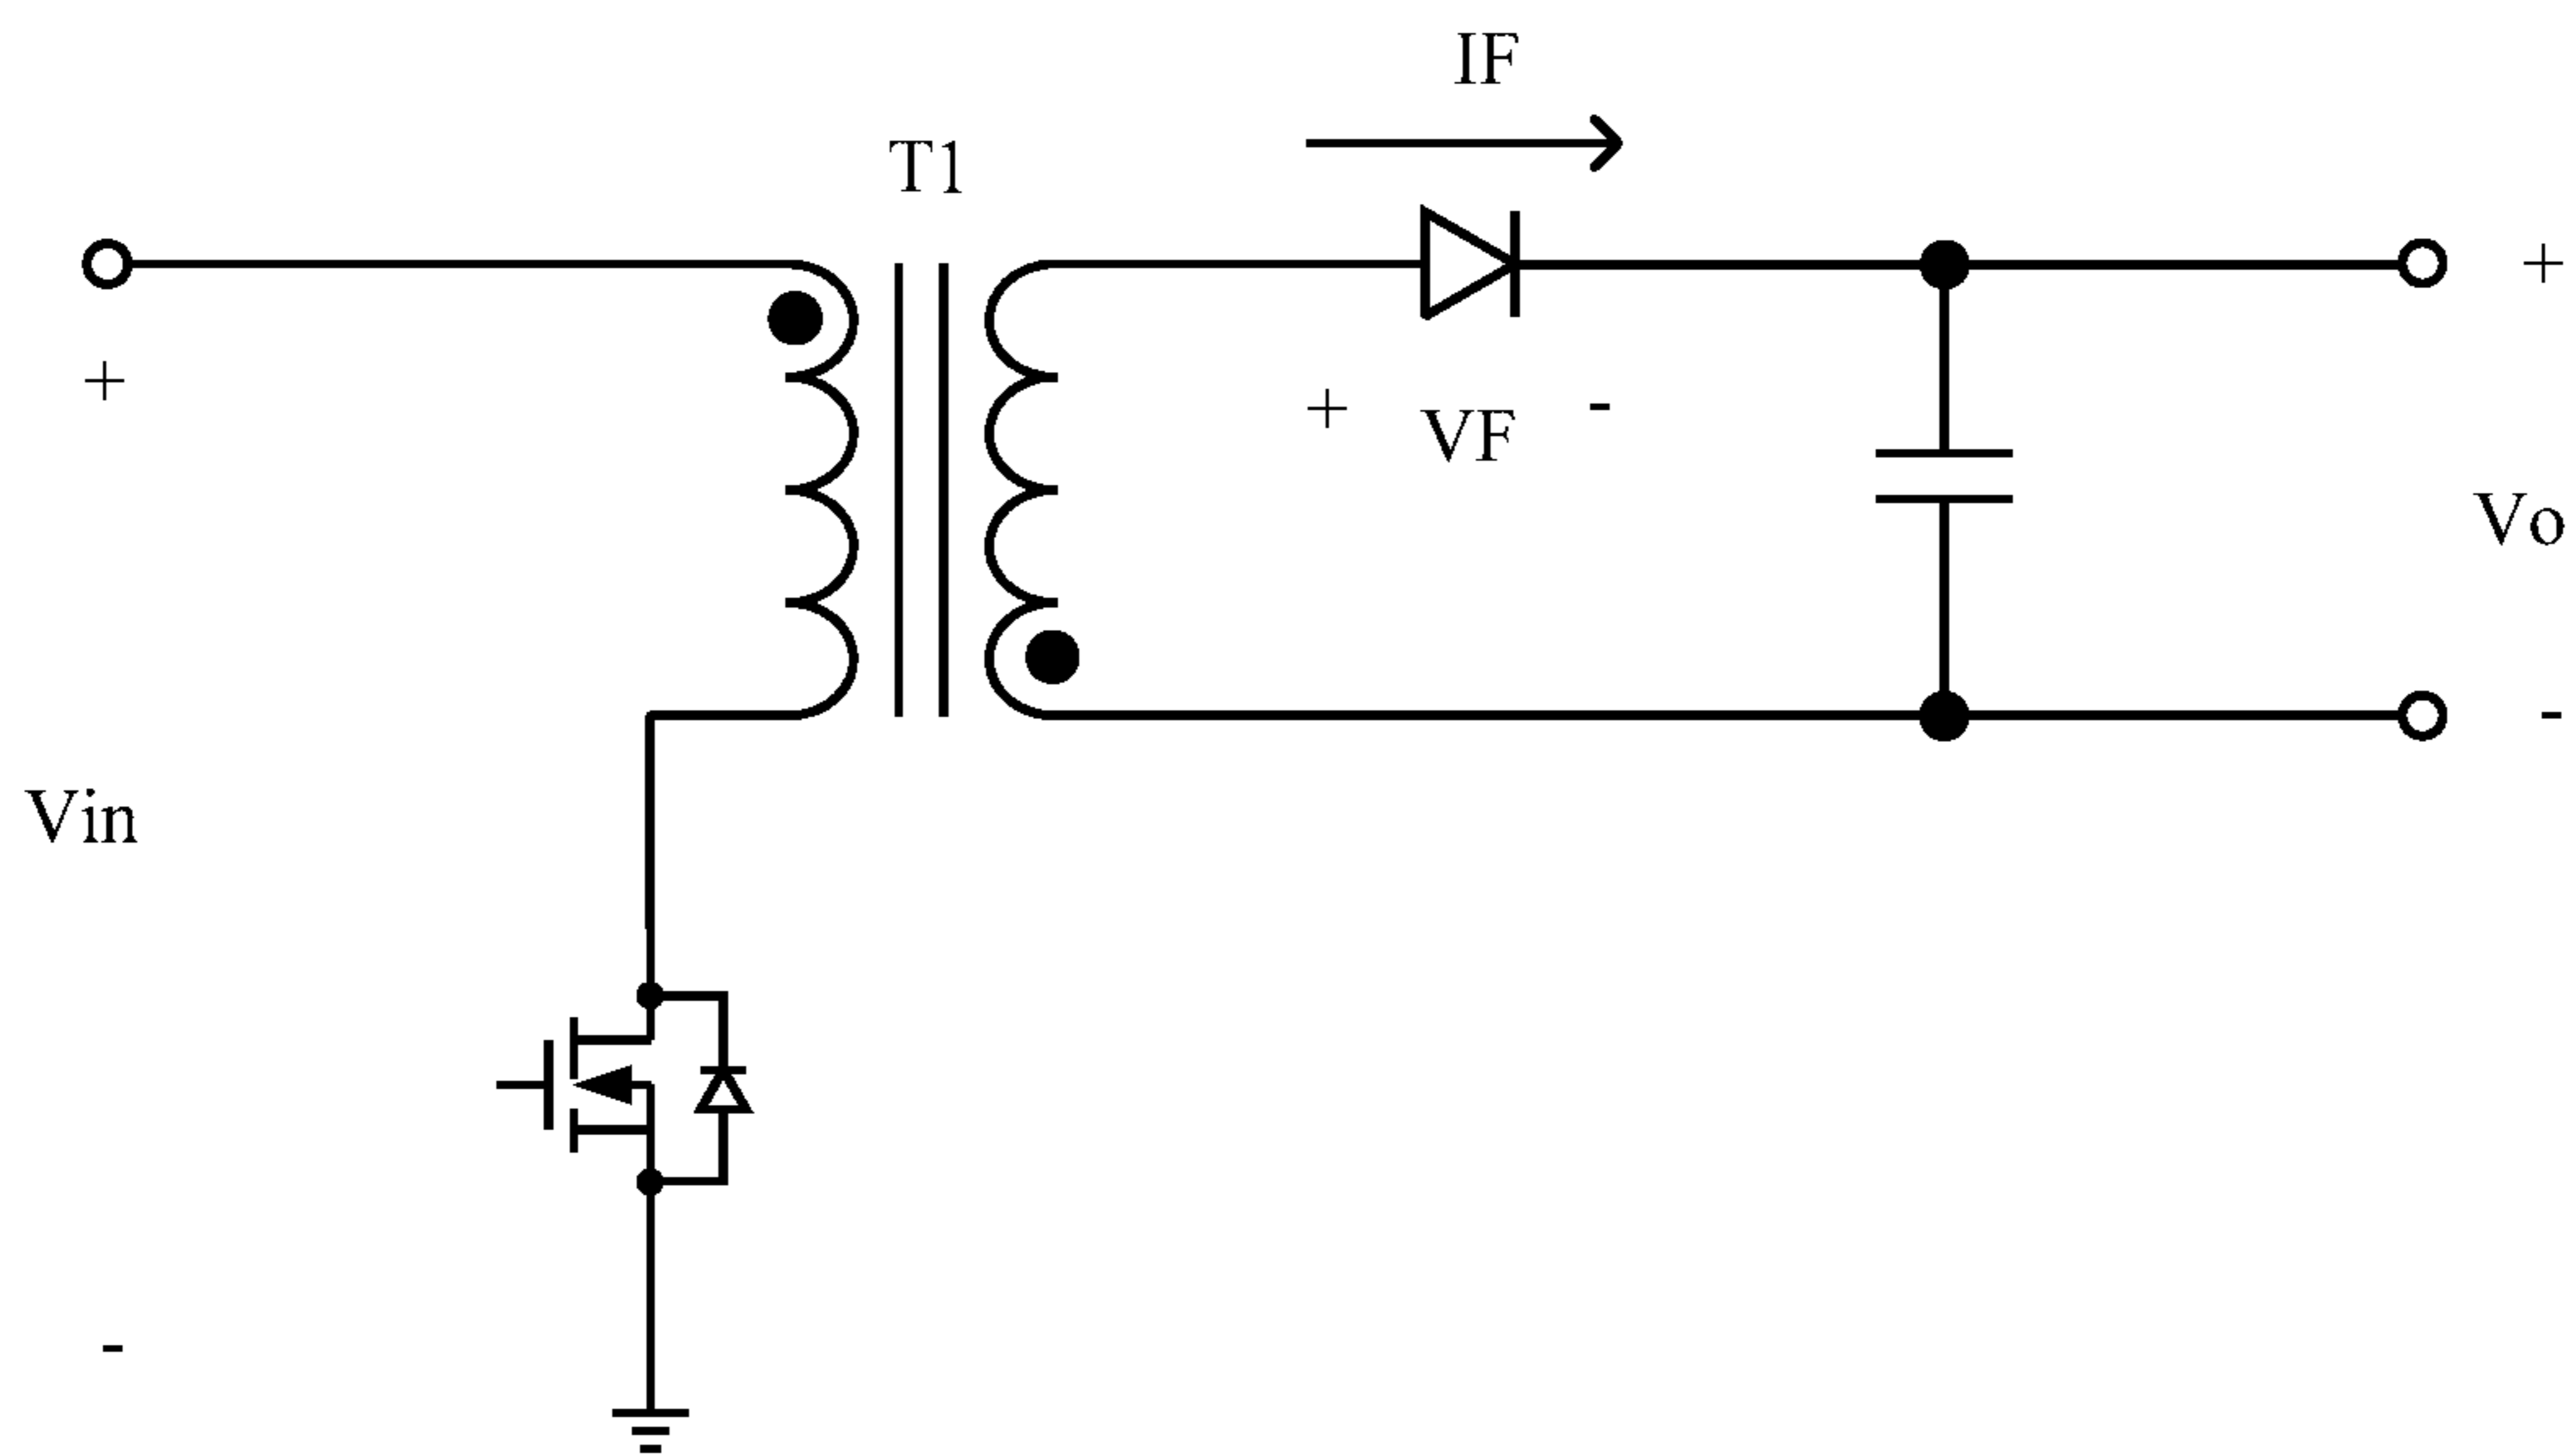 IF
T1
+
+
+ VF -
Vo
-
Vin
-